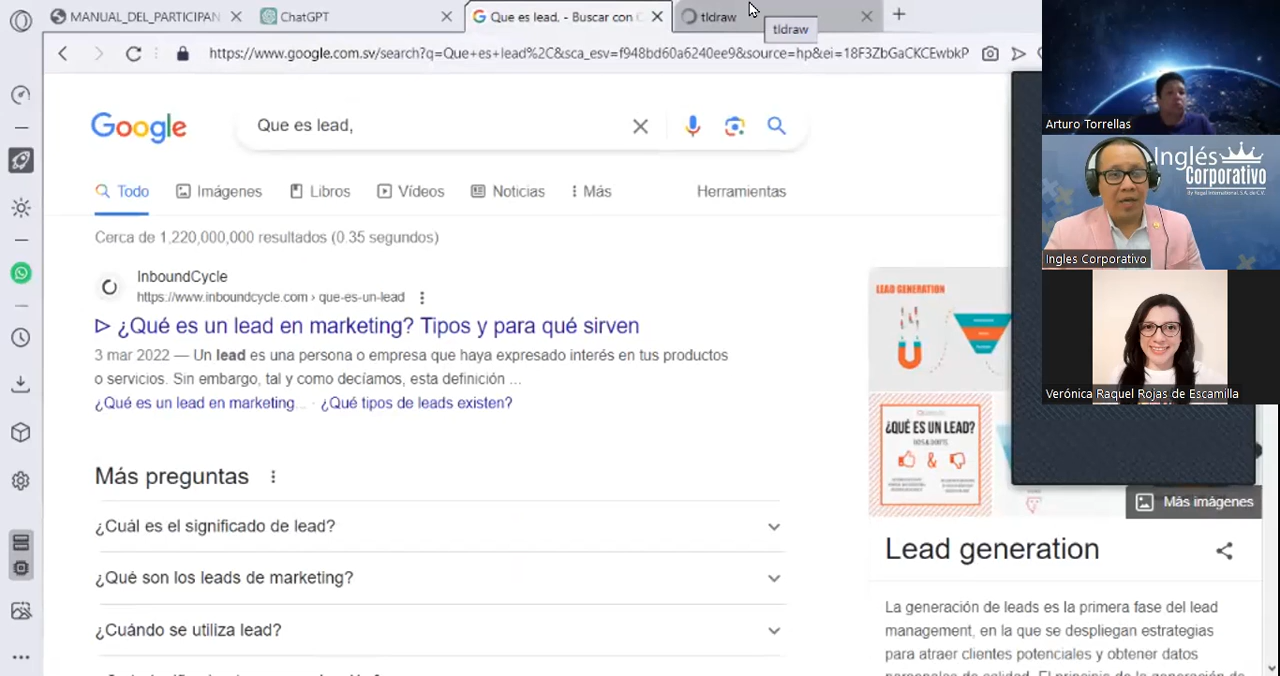 MANUAL_DEL_PARTICIPAN
ChatGPT
Que es lead, - Buscar con
tldraw
tldraw
https://www.google.com.sv/search?q=Que+es+lead%2C&sca_esv=f948bd60a6240ee9&source=hp&ei=18F3ZbGaCKCEwbkP
Google
Que es lead,
Todo
Imágenes
Libros
Vídeos
Noticias
Más
Herramientas
Cerca de 1,220,000,000 resultados (0.35 segundos)
InboundCycle
https://www.inboundcycle.com › que-es-un-lead
ᐅ ¿Qué es un lead en marketing? Tipos y para qué sirven
3 mar 2022 — Un lead es una persona o empresa que haya expresado interés en tus productos
o servicios. Sin embargo, tal y como decíamos, esta definición ...
¿Qué es un lead en marketing... · ¿Qué tipos de leads existen?
Más preguntas
¿Cuál es el significado de lead?
¿Qué son los leads de marketing?
¿Cuándo se utiliza lead?
LEAD GENERATION
¿QUÉ ES UN LEAD?
Más imágenes
Lead generation
La generación de leads es la primera fase del lead
management, en la que se despliegan estrategias
para atraer clientes potenciales y obtener datos
Arturo Torrellas
Inglés
Corporativo
By Regal International, S.A. de C.V.
Ingles Corporativo
Verónica Raquel Rojas de Escamilla